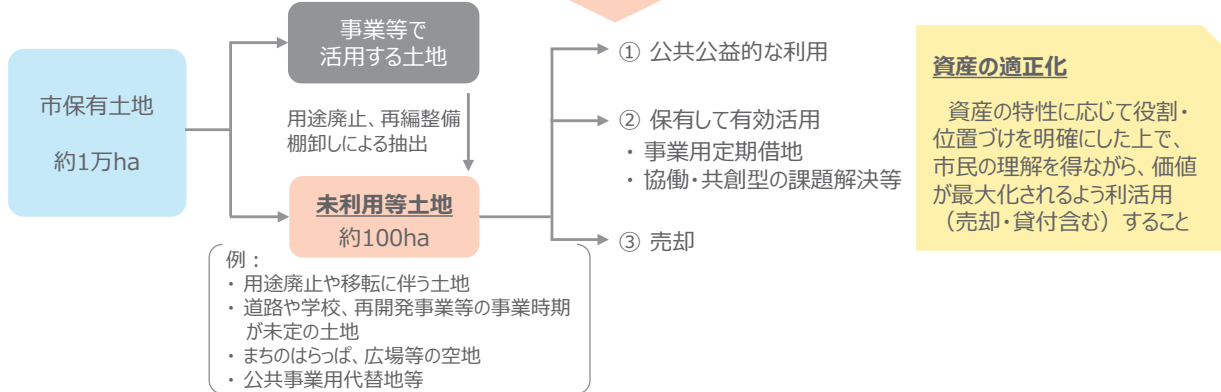 市保有土地
約1万ha
事業等で
活用する土地
用途廃止、再編整備
棚卸しによる抽出
未利用等土地
約100ha
例：
・ 用途廃止や移転に伴う土地
・ 道路や学校、再開発事業等の事業時期
が未定の土地
・ まちのはらっぱ、広場等の空地
・ 公共事業用代替地等
① 公共公益的な利用
② 保有して有効活用
・ 事業用定期借地
・ 協働・共創型の課題解決等
③ 売却
資産の適正化
資産の特性に応じて役割・
位置づけを明確にした上で、
市民の理解を得ながら、価値
が最大化されるよう利活用
（売却・貸付含む）すること